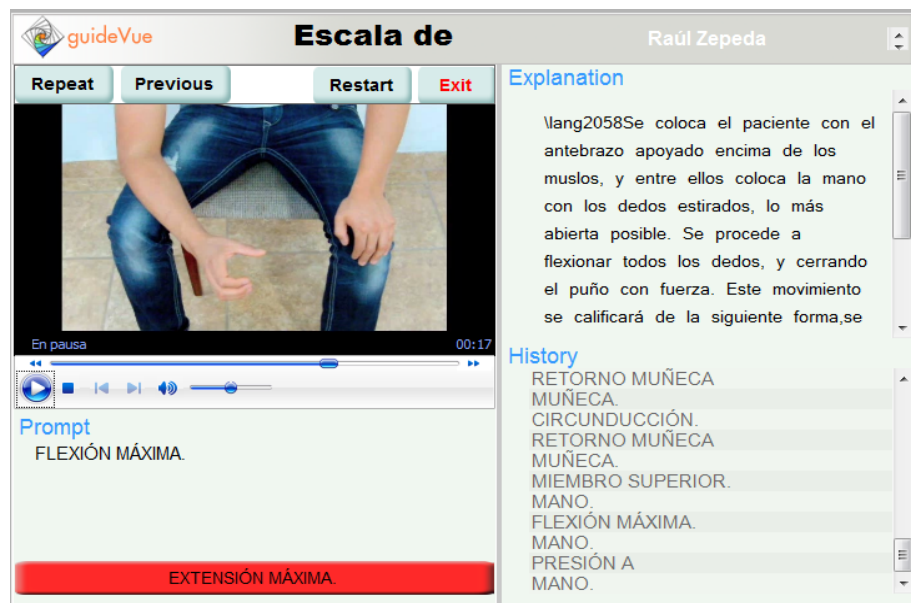 guideVue
Escala de
Raúl Zepeda
Repeat
Previous
Restart
Exit
En pausa
00:17
Prompt
FLEXIÓN MÁXIMA.
EXTENSIÓN MÁXIMA.
Explanation
\lang2058Se coloca el paciente con el
antebrazo apoyado encima de los
muslos, y entre ellos coloca la mano
con los dedos estirados, lo más
abierta posible. Se procede a
flexionar todos los dedos, y cerrando
el puño con fuerza. Este movimiento
se calificará de la siguiente forma,se
History
RETORNO MUÑECA
MUÑECA.
CIRCUNDUCCIÓN.
RETORNO MUÑECA
MUÑECA.
MIEMBRO SUPERIOR.
MANO.
FLEXIÓN MÁXIMA.
MANO.
PRESIÓN A
MANO.